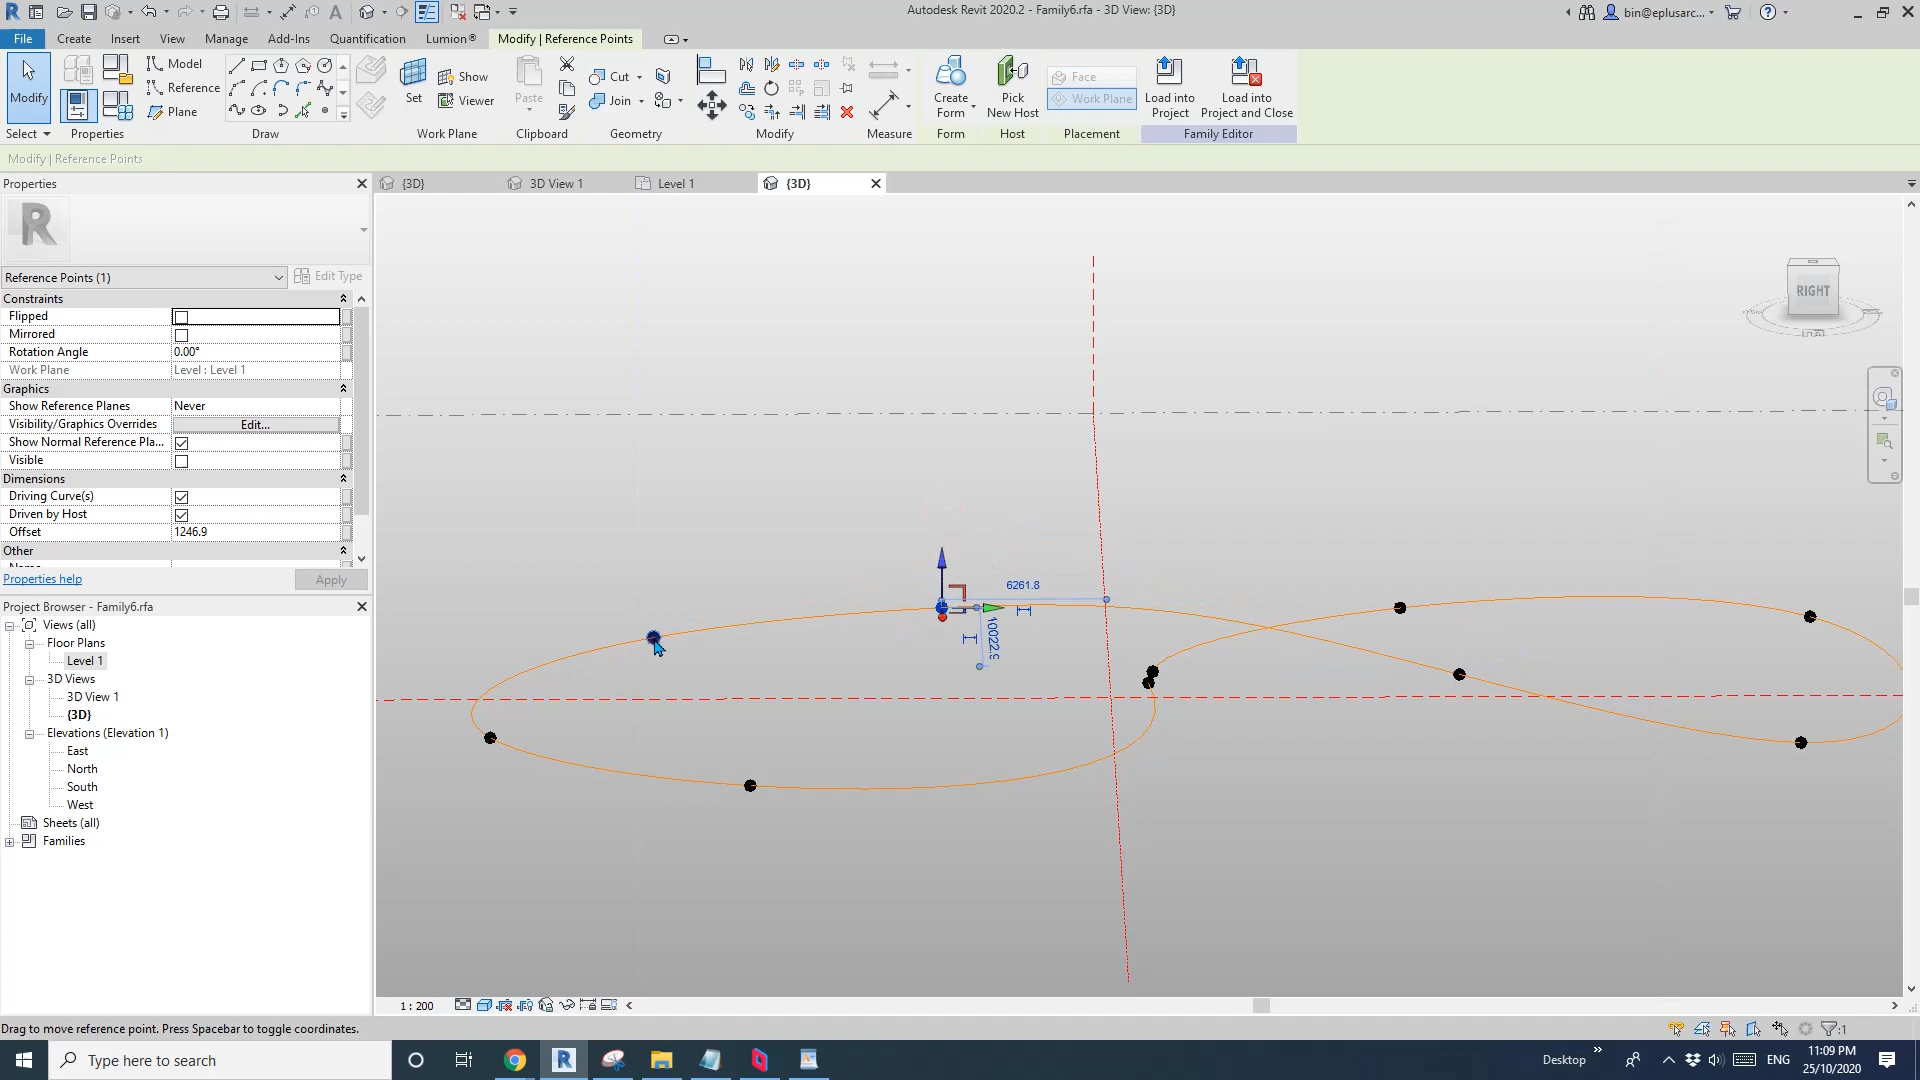 Autodesk Revit 2020.2 - Family6.rfa - 3D View: {3D}
bin@eplusarc...
File
Create
Insert
View
Manage
Add-Ins
Quantification
Lumion®
Modify | Reference Points
Modify
Select
Properties
Model
Reference
Plane
Draw
Set
Show
Viewer
Work Plane
Paste
Clipboard
Cut
Join
Geometry
Modify
Measure
Create
Form
Form
Pick
New Host
Host
Face
Work Plane
Placement
Load into
Project
Load into
Project and Close
Family Editor
Modify | Reference Points
Properties
{3D}
3D View 1
Level 1
{3D}
Reference Points (1)
Edit Type
Constraints
Flipped
Mirrored
Rotation Angle
0.00°
Work Plane
Level : Level 1
Graphics
Show Reference Planes
Never
Visibility/Graphics Overrides
Edit...
Show Normal Reference Pla...
Visible
Dimensions
Driving Curve(s)
Driven by Host
Offset
1246.9
Other
Properties help
Apply
Project Browser - Family6.rfa
Views (all)
Floor Plans
Level 1
3D Views
3D View 1
{3D}
Elevations (Elevation 1)
East
North
South
West
Sheets (all)
Families
RIGHT
6261.8
10022.9
1 : 200
Drag to move reference point. Press Spacebar to toggle coordinates.
:1
Type here to search
Desktop
ENG
11:09 PM
25/10/2020